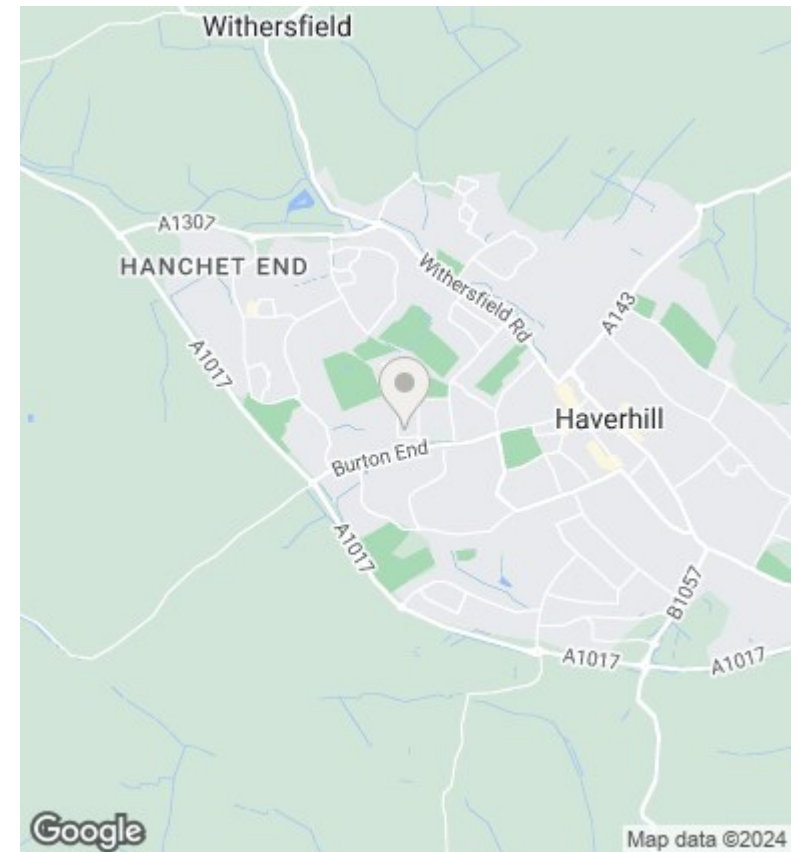 Withersfield
A1307
HANCHET END
Withersfield Rd
A143
A1017
Haverhill
Burton End
A1017
B1057
A1017
A1017
Google
Map data ©2024